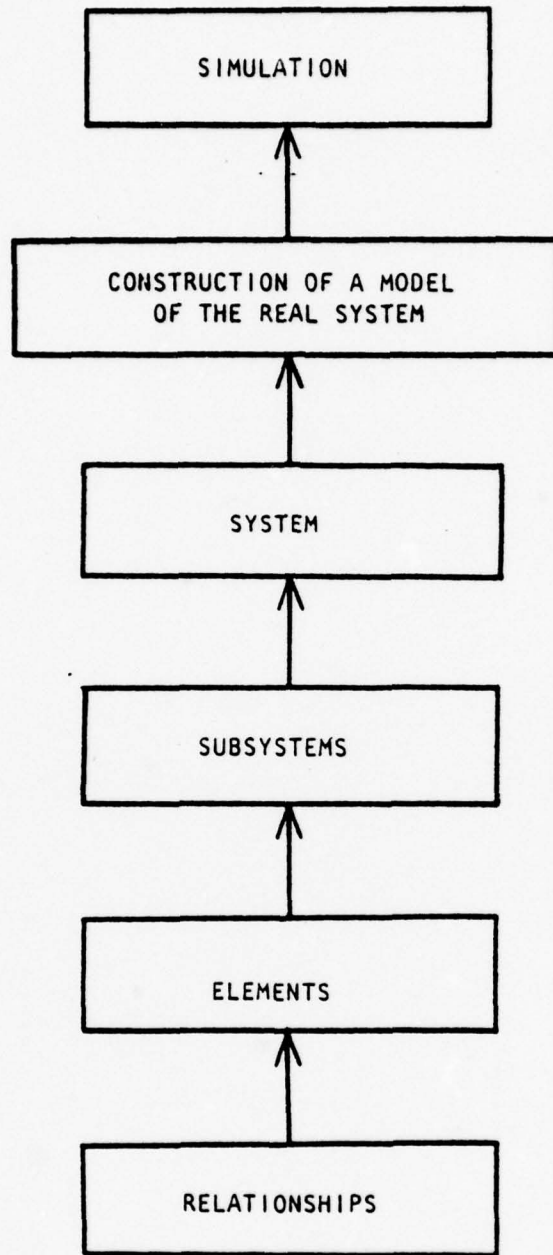 SIMULATION
CONSTRUCTION OF A MODEL
OF THE REAL SYSTEM
SYSTEM
SUBSYSTEMS
ELEMENTS
RELATIONSHIPS